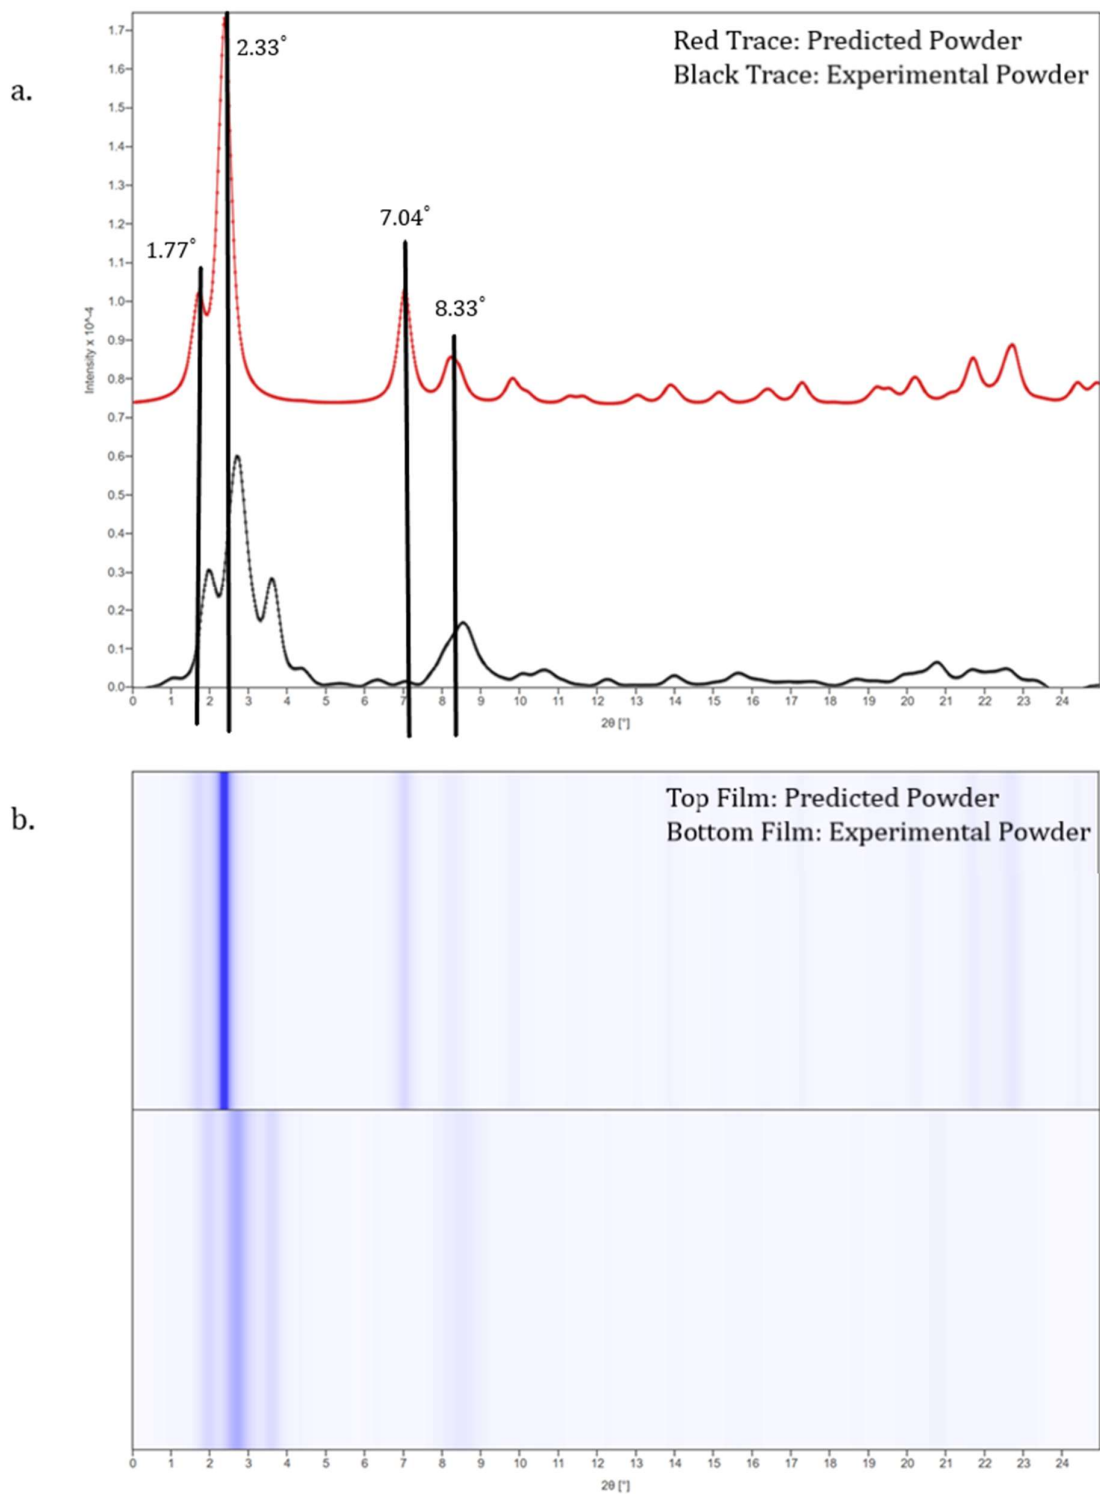 a.
Red Trace: Predicted Powder
Black Trace: Experimental Powder
2.33°
1.77°
7.04°
8.33°
Intensity x 10^-4
1.7
1.6
1.5
1.4
1.3
1.2
1.1
1.0
0.9
0.8
0.7
0.6
0.5
0.4
0.3
0.2
0.1
0.0
0 1 2 3 4 5 6 7 8 9 10 11 12 13 14 15 16 17 18 19 20 21 22 23 24
2θ [°]
b.
Top Film: Predicted Powder
Bottom Film: Experimental Powder
0 1 2 3 4 5 6 7 8 9 10 11 12 13 14 15 16 17 18 19 20 21 22 23 24
2θ [°]